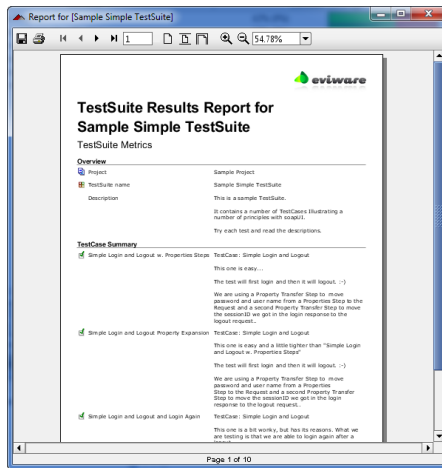 Report for [Sample Simple TestSuite]
1
54.78%
eviware
TestSuite Results Report for
Sample Simple TestSuite
TestSuite Metrics
Overview
Project Sample Project
TestSuite name Sample Simple TestSuite
Description This is a sample TestSuite.
It contains a number of TestCases illustrating a
number of principles with soapUI.
Try each test and read the descriptions.
TestCase Summary
Simple Login and Logout w. Properties Steps TestCase: Simple Login and Logout
This one is easy...
The test will first login and then it will logout. :-)
We are using a Property Transfer Step to move
password and user name from a Properties Step to the
Request and a second Property Transfer Step to move
the sessionID we got in the login response to the
logout request..
Simple Login and Logout Property Expansion TestCase: Simple Login and Logout
This one is easy and a little tighter than "Simple Login
and Logout w. Properties Steps"
The test will first login and then it will logout. :-)
We are using a Property Transfer Step to move
password and user name from a Properties
Step to the Request and a second Property Transfer
Step to move the sessionID we got in the login
response to the logout request..
Simple Login and Logout and Login Again TestCase: Simple Login and Logout
This one is a bit worky, but has its reasons. What we
are testing is that we are able to login again after a
Page 1 of 10